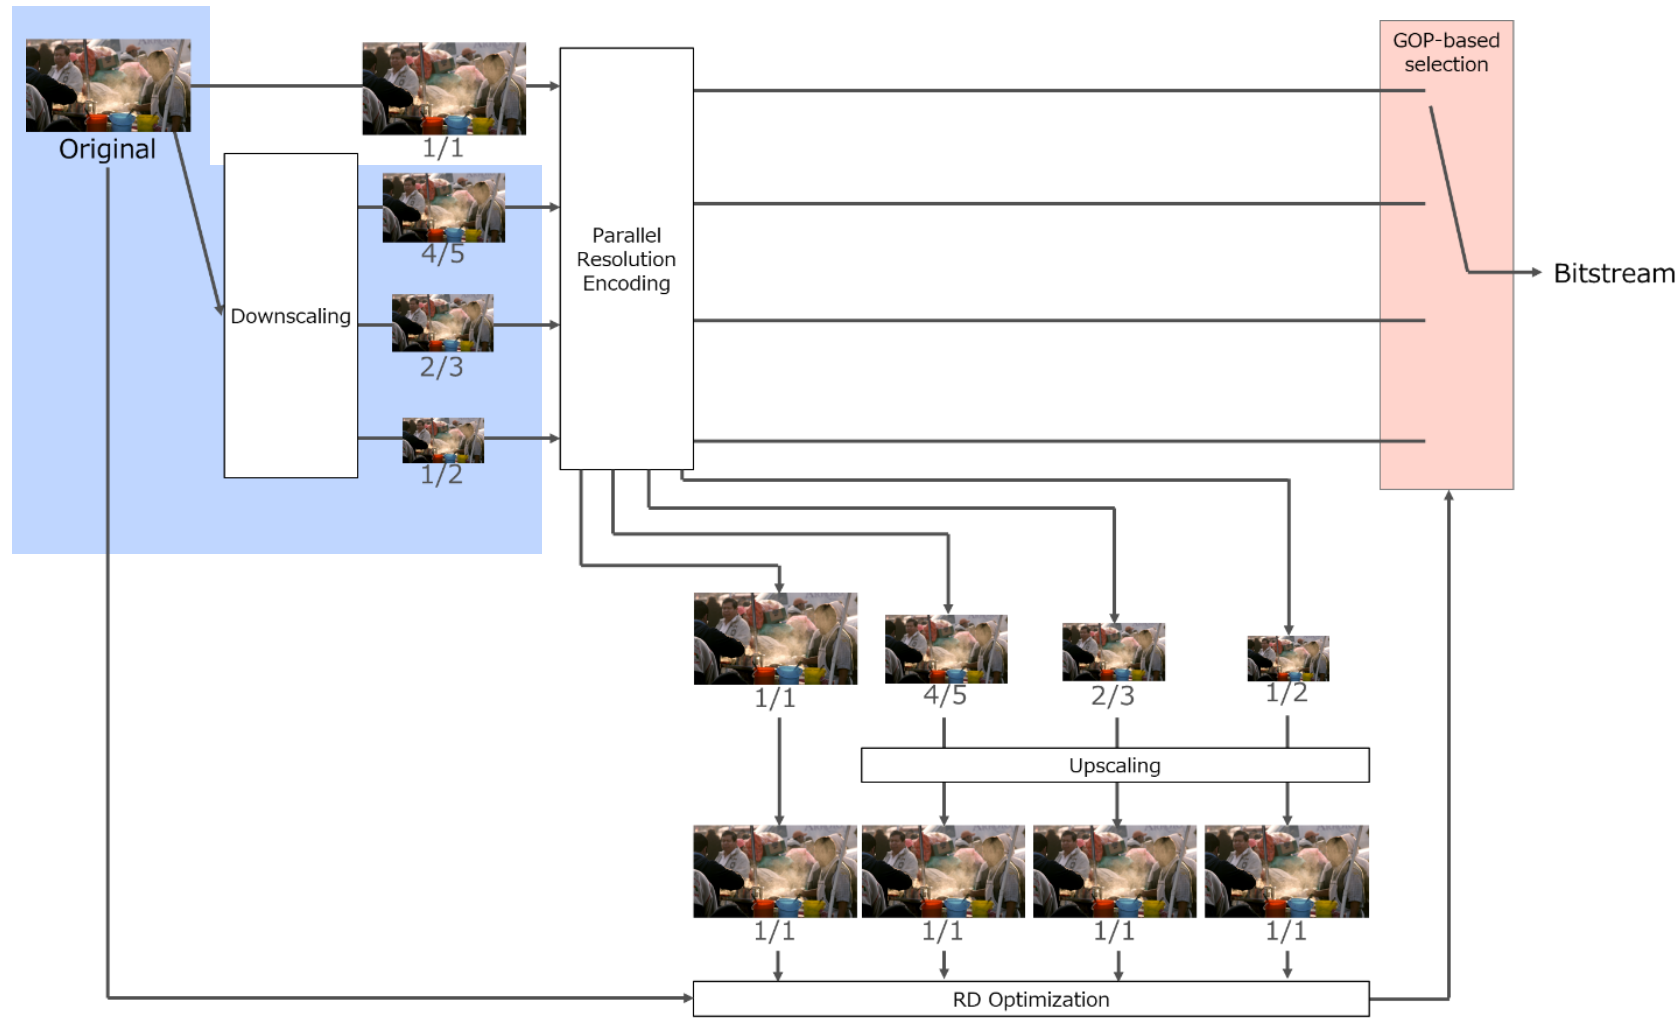 Original
1/1
GOP-based
selection
Downscaling
4/5
2/3
1/2
Parallel
Resolution
Encoding
Bitstream
1/1
4/5
2/3
1/2
Upscaling
1/1
1/1
1/1
1/1
RD Optimization